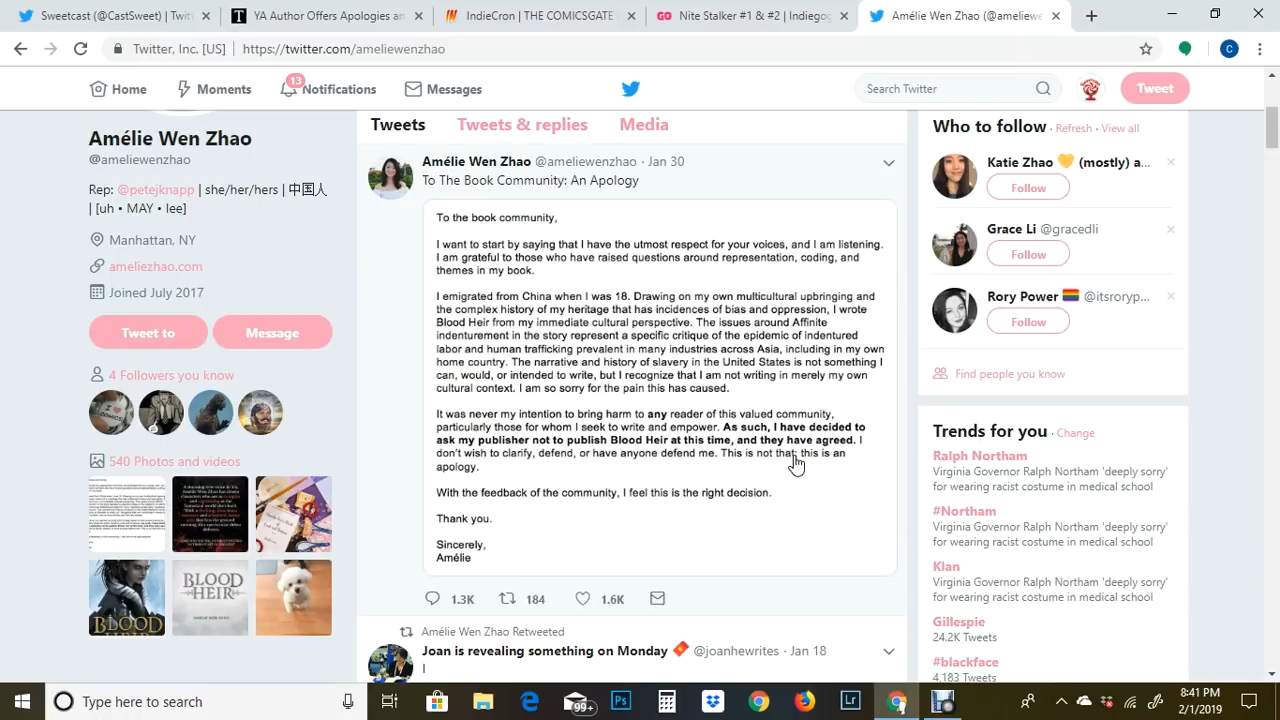 Sweetcast (@CastSweet) | Twitt
YA Author Offers Apologies an
IndieCron | THE COMICSGATE
GO Nite Stalker #1 & #2 | Indiegog
Amélie Wen Zhao (@ameliewe
Twitter, Inc. [US] | https://twitter.com/ameliewenzhao
C
Home
Moments
13
Notifications
Messages
Search Twitter
Tweet
Amélie Wen Zhao
@ameliewenzhao
Rep: @petejknapp | she/her/hers | 中国人
| [uh • MAY • lee]
Manhattan, NY
ameliezhao.com
Joined July 2017
Tweet to
Message
4 Followers you know
540 Photos and videos
BLOOD
BLOOD
HEIR
Tweets
Tweets & replies
Media
Amélie Wen Zhao @ameliewenzhao · Jan 30
To The Book Community: An Apology
To the book community,
I want to start by saying that I have the utmost respect for your voices, and I am listening.
I am grateful to those who have raised questions around representation, coding, and
themes in my book.
I emigrated from China when I was 18. Drawing on my own multicultural upbringing and
the complex history of my heritage that has incidences of bias and oppression, I wrote
Blood Heir from my immediate cultural perspective. The issues around Affinite
indenturement in the story represent a specific critique of the epidemic of indentured
labor and human trafficking prevalent in many industries across Asia, including in my own
home country. The narrative and history of slavery in the United States is not something I
can, would, or intended to write, but I recognize that I am not writing in merely my own
cultural context. I am so sorry for the pain this has caused.
It was never my intention to bring harm to any reader of this valued community,
particularly those for whom I seek to write and empower. As such, I have decided to
ask my publisher not to publish Blood Heir at this time, and they have agreed. I
don't wish to clarify, defend, or have anyone defend me. This is not that; this is an
apology.
With the feedback of the community, I feel this is the right decision.
Thank you.
Sincerely,
Amélie
1.3K
184
1.6K
Amélie Wen Zhao Retweeted
Joan is revealing something on Monday @joanhewrites · Jan 18
Who to follow · Refresh · View all
Katie Zhao (mostly) a...
Follow
Grace Li @gracedli
Follow
Rory Power @itsroryp...
Follow
Find people you know
Trends for you · Change
Ralph Northam
Virginia Governor Ralph Northam 'deeply sorry'
for wearing racist costume in medical school
#Northam
Virginia Governor Ralph Northam 'deeply sorry'
for wearing racist costume in medical school
Klan
Virginia Governor Ralph Northam 'deeply sorry'
for wearing racist costume in medical school
Gillespie
24.2K Tweets
#blackface
4,183 Tweets
Type here to search
99+
Ps
Lr
8:41 PM
2/1/2019